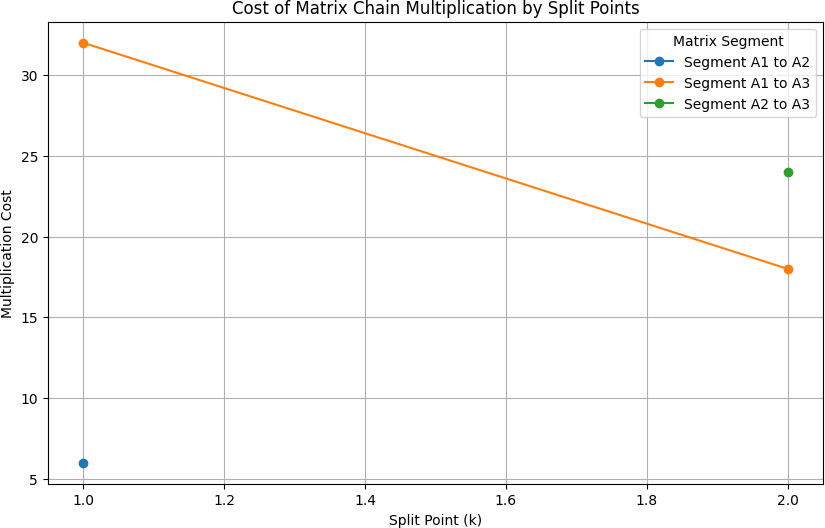 Cost of Matrix Chain Multiplication by Split Points
Matrix Segment
Segment A1 to A2
Segment A1 to A3
Segment A2 to A3
Multiplication Cost
30
25
20
15
10
5
1.0 1.2 1.4 1.6 1.8 2.0
Split Point (k)